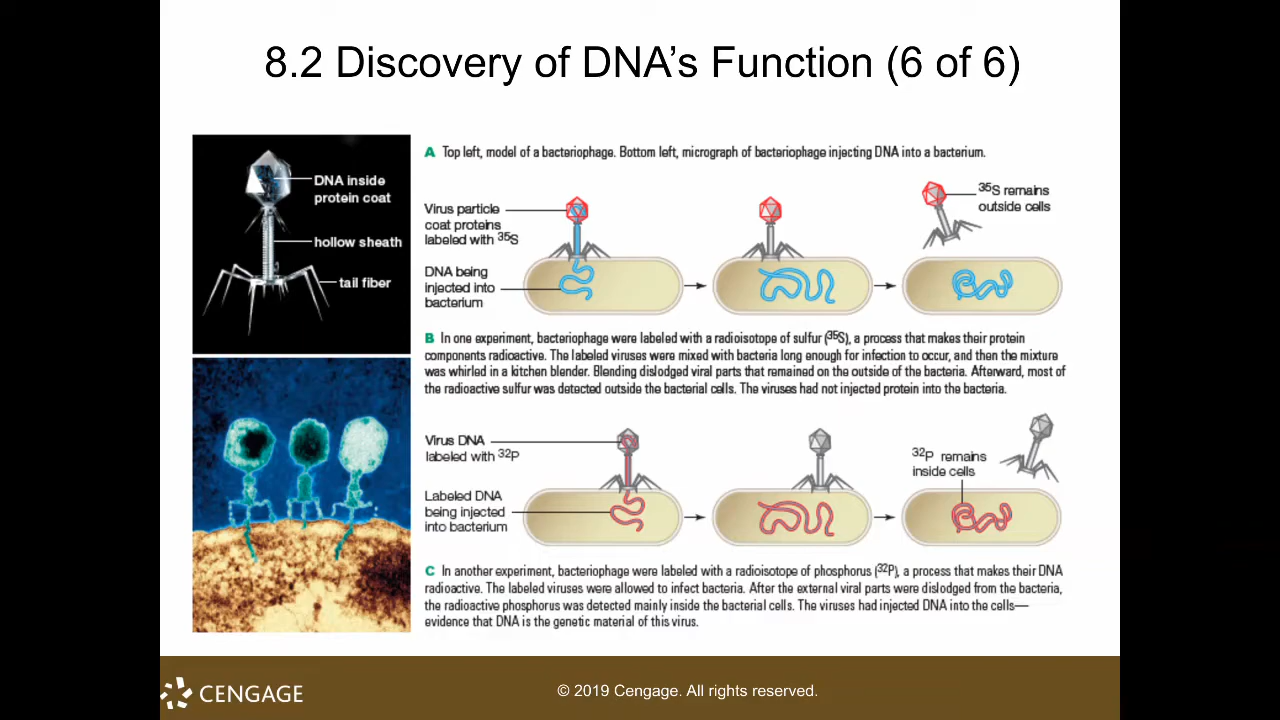 8.2 Discovery of DNA's Function (6 of 6)
DNA inside
protein coat
hollow sheath
tail fiber
A Top left, model of a bacteriophage. Bottom left, micrograph of bacteriophage injecting DNA into a bacterium.
Virus particle
coat proteins
labeled with 35S
DNA being
injected into
bacterium
35S remains
outside cells
B In one experiment, bacteriophage were labeled with a radioisotope of sulfur (35S), a process that makes their protein
components radioactive. The labeled viruses were mixed with bacteria long enough for infection to occur, and then the mixture
was whirled in a kitchen blender. Blending dislodged viral parts that remained on the outside of the bacteria. Afterward, most of
the radioactive sulfur was detected outside the bacterial cells. The viruses had not injected protein into the bacteria.
Virus DNA
labeled with 32P
Labeled DNA
being injected
into bacterium
32P remains
inside cells
C In another experiment, bacteriophage were labeled with a radioisotope of phosphorus (32P), a process that makes their DNA
radioactive. The labeled viruses were allowed to infect bacteria. After the external viral parts were dislodged from the bacteria,
the radioactive phosphorus was detected mainly inside the bacterial cells. The viruses had injected DNA into the cells—
evidence that DNA is the genetic material of this virus.
CENGAGE
© 2019 Cengage. All rights reserved.